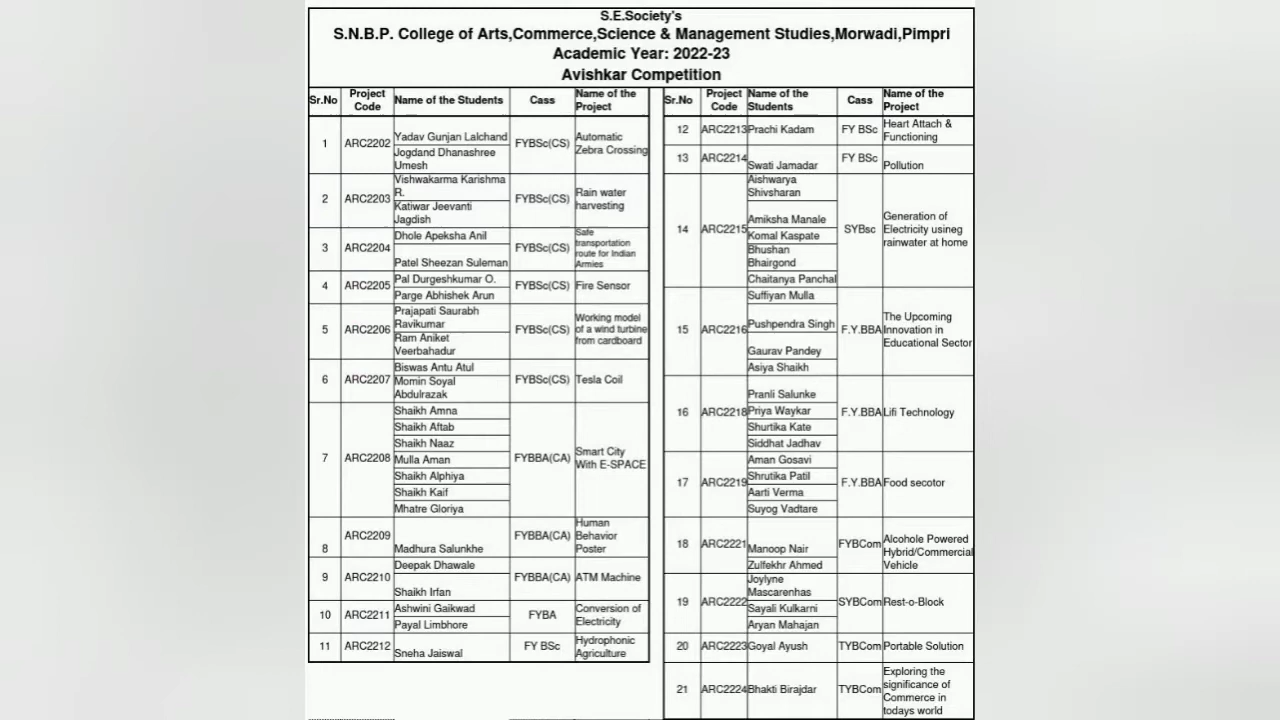 S.E.Society's
S.N.B.P. College of Arts,Commerce,Science & Management Studies,Morwadi,Pimpri
Academic Year: 2022-23
Avishkar Competition
Sr.No Project Code Name of the Students Cass Name of the Project
1 ARC2202 Yadav Gunjan Lalchand FYBSc(CS) Automatic Zebra Crossing
Jogdand Dhanashree Umesh
2 ARC2203 Vishwakarma Karishma R. FYBSc(CS) Rain water harvesting
Katiwar Jeevanti Jagdish
3 ARC2204 Dhole Apeksha Anil FYBSc(CS) Safe transportation route for Indian Armies
Patel Sheezan Suleman
4 ARC2205 Pal Durgeshkumar O. FYBSc(CS) Fire Sensor
Parge Abhishek Arun
5 ARC2206 Prajapati Saurabh Ravikumar FYBSc(CS) Working model of a wind turbine from cardboard
Ram Aniket Veerbahadur
6 ARC2207 Biswas Antu Atul FYBSc(CS) Tesla Coil
Momin Soyal Abdulrazak
7 ARC2208 Shaikh Amna FYBBA(CA) Smart City With E-SPACE
Shaikh Aftab
Shaikh Naaz
Mulla Aman
Shaikh Alphiya
Shaikh Kaif
Mhatre Gloriya
8 ARC2209 Madhura Salunkhe FYBBA(CA) Human Behavior Poster
9 ARC2210 Deepak Dhawale FYBBA(CA) ATM Machine
Shaikh Irfan
10 ARC2211 Ashwini Gaikwad FYBA Conversion of Electricity
Payal Limbhore
11 ARC2212 Sneha Jaiswal FY BSc Hydrophonic Agriculture
Sr.No Project Code Name of the Students Cass Name of the Project
12 ARC2213 Prachi Kadam FY BSc Heart Attach & Functioning
13 ARC2214 Swati Jamadar FY BSc Pollution
14 ARC2215 Aishwarya Shivsharan SYBsc Generation of Electricity usineg rainwater at home
Amiksha Manale
Komal Kaspate
Bhushan Bhairgond
Chaitanya Panchal
15 ARC2216 Suffiyan Mulla F.Y.BBA The Upcoming Innovation in Educational Sector
Pushpendra Singh
Gaurav Pandey
Asiya Shaikh
16 ARC2218 Pranli Salunke F.Y.BBA Lifi Technology
Priya Waykar
Shurtika Kate
Siddhat Jadhav
17 ARC2219 Aman Gosavi F.Y.BBA Food secotor
Shrutika Patil
Aarti Verma
Suyog Vadtare
18 ARC2221 Manoop Nair FYBCom Alcohole Powered Hybrid/Commercial Vehicle
Zulfekhr Ahmed
19 ARC2222 Joylyne Mascarenhas SYBCom Rest-o-Block
Sayali Kulkarni
Aryan Mahajan
20 ARC2223 Goyal Ayush TYBCom Portable Solution
21 ARC2224 Bhakti Birajdar TYBCom Exploring the significance of Commerce in todays world